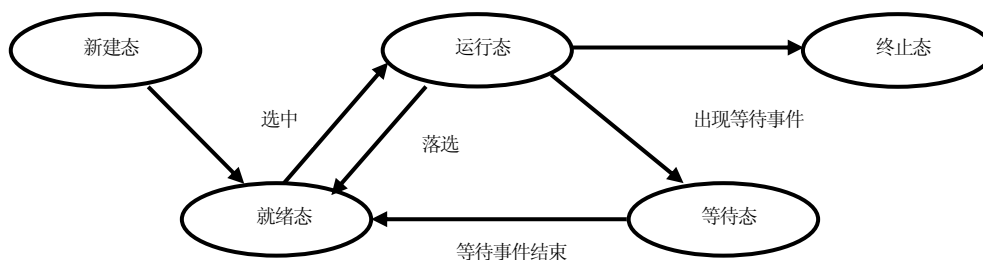 新建态
运行态
终止态
选中
落选
出现等待事件
就绪态
等待态
等待事件结束